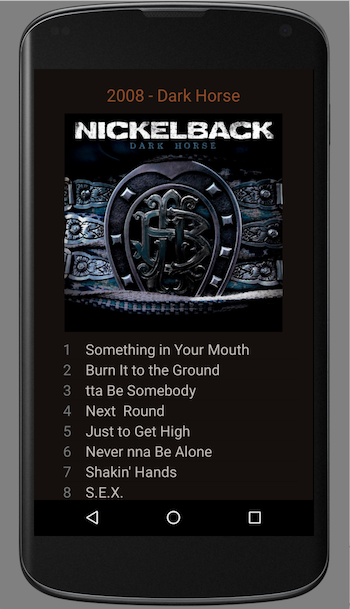 2008 - Dark Horse
NICKELBACK
DARK HORSE
1 Something in Your Mouth
2 Burn It to the Ground
3 tta Be Somebody
4 Next  Round
5 Just to Get High
6 Never nna Be Alone
7 Shakin' Hands
8 S.E.X.